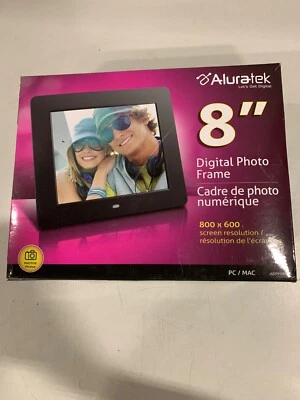 Aluratek
Let's Get Digital
8"
Digital Photo
Frame
Cadre de photo
numérique
800 x 600
screen resolution /
résolution de l'écran
PC / MAC